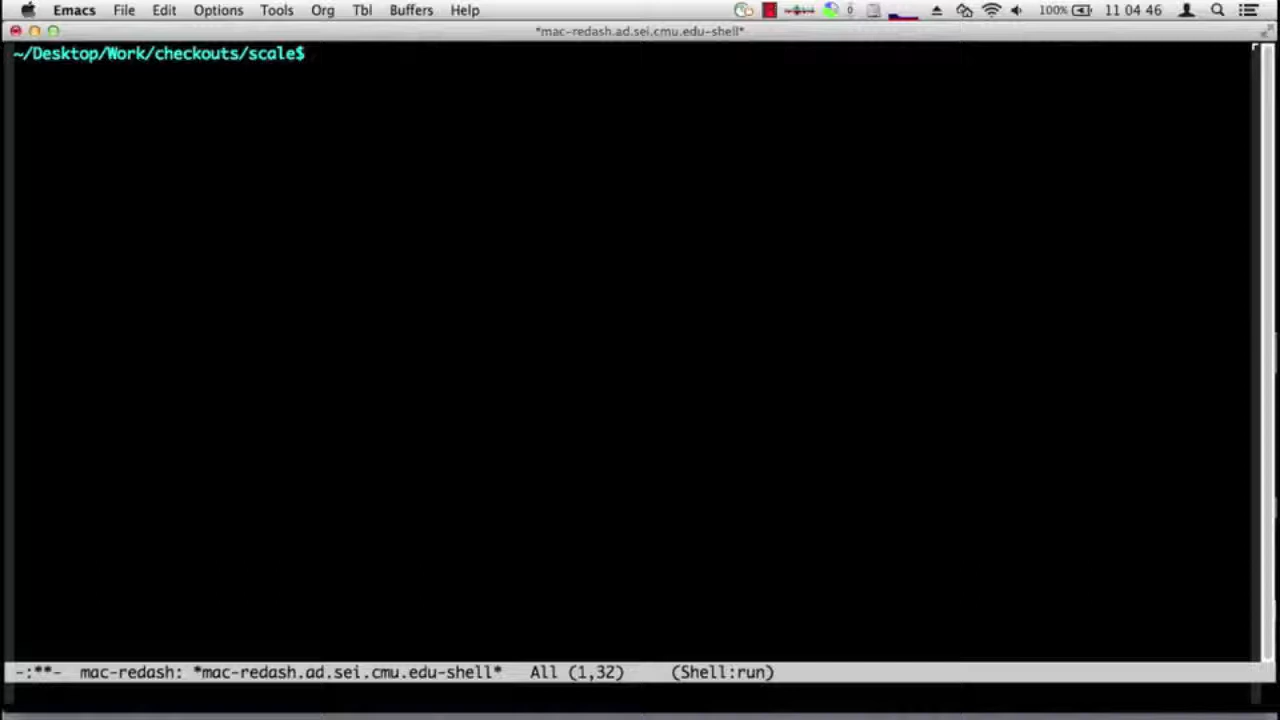 Emacs File Edit Options Tools Org Tbl Buffers Help 100% 11 04 46
*mac-redash.ad.sei.cmu.edu-shell*
~/Desktop/Work/checkouts/scale$
-:**- mac-redash: *mac-redash.ad.sei.cmu.edu-shell* All (1,32) (Shell:run)